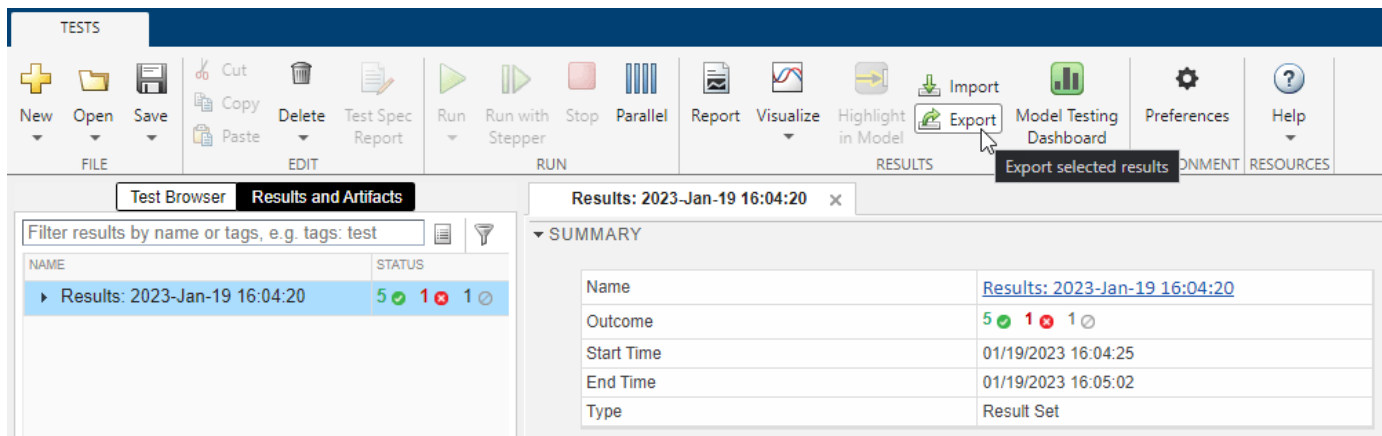 TESTS
New Open Save Cut Copy Paste Delete Test Spec Report Run Run with Stepper Stop Parallel Report Visualize Highlight in Model Import Export Model Testing Dashboard Preferences Help
FILE EDIT RUN RESULTS ONMENT RESOURCES
Export selected results
Test Browser Results and Artifacts
Results: 2023-Jan-19 16:04:20
Filter results by name or tags, e.g. tags: test
SUMMARY
NAME STATUS
Results: 2023-Jan-19 16:04:20 5 1 1
Name Results: 2023-Jan-19 16:04:20
Outcome 5 1 1
Start Time 01/19/2023 16:04:25
End Time 01/19/2023 16:05:02
Type Result Set